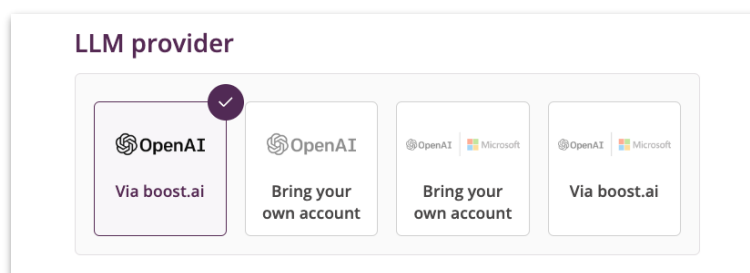 LLM provider
OpenAI
Via boost.ai
OpenAI
Bring your
own account
OpenAI Microsoft
Bring your
own account
OpenAI Microsoft
Via boost.ai